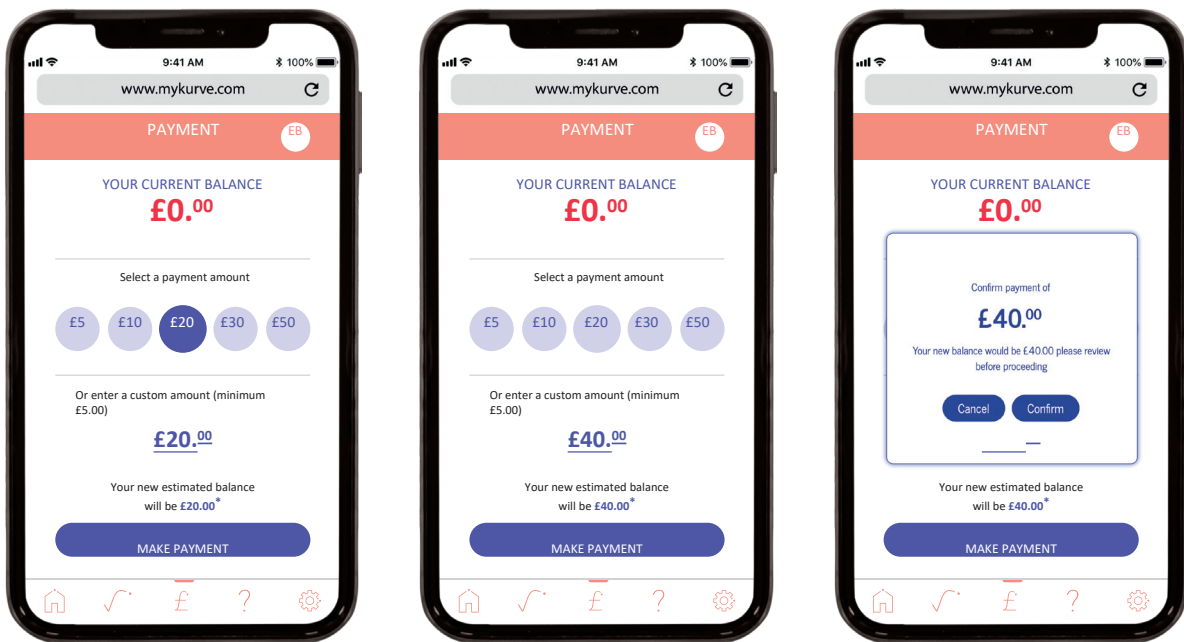 9:41 AM
100%
www.mykurve.com
PAYMENT
EB
YOUR CURRENT BALANCE
£0.00
Select a payment amount
£5 £10 £20 £30 £50
Or enter a custom amount (minimum
£5.00)
£20.00
Your new estimated balance
will be £20.00*
MAKE PAYMENT
£
?
9:41 AM
100%
www.mykurve.com
PAYMENT
EB
YOUR CURRENT BALANCE
£0.00
Select a payment amount
£5 £10 £20 £30 £50
Or enter a custom amount (minimum
£5.00)
£40.00
Your new estimated balance
will be £40.00*
MAKE PAYMENT
£
?
9:41 AM
100%
www.mykurve.com
PAYMENT
EB
YOUR CURRENT BALANCE
£0.00
Confirm payment of
£40.00
Your new balance would be £40.00 please review
before proceeding
Cancel Confirm
Your new estimated balance
will be £40.00*
MAKE PAYMENT
£
?